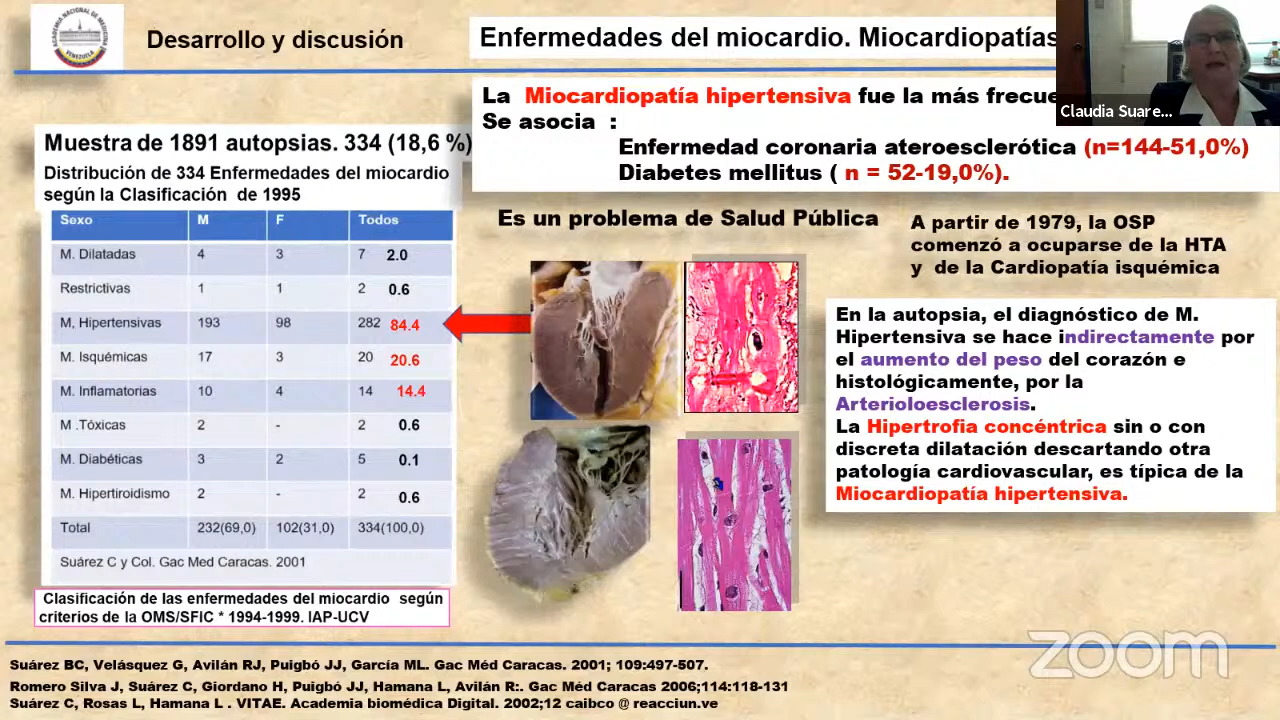 Desarrollo y discusión
Enfermedades del miocardio. Miocardiopatías
Claudia Suare...
La Miocardiopatía hipertensiva fue la más frecue
Se asocia :
Enfermedad coronaria ateroesclerótica (n=144-51,0%)
Diabetes mellitus ( n = 52-19,0%).
Muestra de 1891 autopsias. 334 (18,6 %)
Distribución de 334 Enfermedades del miocardio
según la Clasificación de 1995
Sexo M F Todos
M. Dilatadas 4 3 7 2.0
Restrictivas 1 1 2 0.6
M, Hipertensivas 193 98 282 84.4
M. Isquémicas 17 3 20 20.6
M. Inflamatorias 10 4 14 14.4
M .Tóxicas 2 - 2 0.6
M. Diabéticas 3 2 5 0.1
M. Hipertiroidismo 2 - 2 0.6
Total 232(69,0) 102(31,0) 334(100,0)
Suárez C y Col. Gac Med Caracas. 2001
Clasificación de las enfermedades del miocardio según
criterios de la OMS/SFIC * 1994-1999. IAP-UCV
Es un problema de Salud Pública
A partir de 1979, la OSP
comenzó a ocuparse de la HTA
y de la Cardiopatía isquémica
En la autopsia, el diagnóstico de M.
Hipertensiva se hace indirectamente por
el aumento del peso del corazón e
histológicamente, por la
Arterioloesclerosis.
La Hipertrofia concéntrica sin o con
discreta dilatación descartando otra
patología cardiovascular, es típica de la
Miocardiopatía hipertensiva.
zoom
Suárez BC, Velásquez G, Avilán RJ, Puigbó JJ, García ML. Gac Méd Caracas. 2001; 109:497-507.
Romero Silva J, Suárez C, Giordano H, Puigbó JJ, Hamana L, Avilán R:. Gac Méd Caracas 2006;114:118-131
Suárez C, Rosas L, Hamana L . VITAE. Academia biomédica Digital. 2002;12 caibco @ reacciun.ve